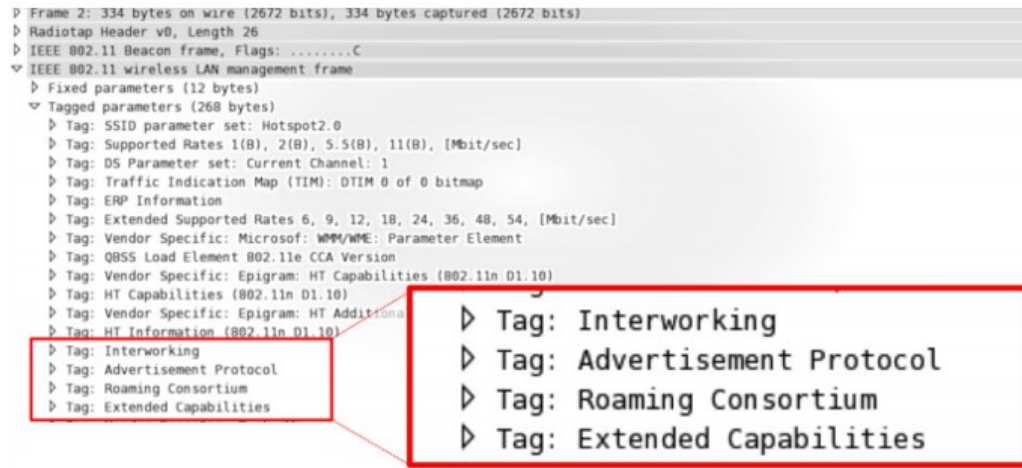 Frame 2: 334 bytes on wire (2672 bits), 334 bytes captured (2672 bits)
Radiotap Header v0, Length 26
IEEE 802.11 Beacon frame, Flags: ........C
IEEE 802.11 wireless LAN management frame
Fixed parameters (12 bytes)
Tagged parameters (268 bytes)
Tag: SSID parameter set: Hotspot2.0
Tag: Supported Rates 1(B), 2(B), 5.5(B), 11(B), [Mbit/sec]
Tag: DS Parameter set: Current Channel: 1
Tag: Traffic Indication Map (TIM): DTIM 0 of 0 bitmap
Tag: ERP Information
Tag: Extended Supported Rates 6, 9, 12, 18, 24, 36, 48, 54, [Mbit/sec]
Tag: Vendor Specific: Microsof: WMM/WME: Parameter Element
Tag: QBSS Load Element 802.11e CCA Version
Tag: Vendor Specific: Epigram: HT Capabilities (802.11n D1.10)
Tag: HT Capabilities (802.11n D1.10)
Tag: Vendor Specific: Epigram: HT Additiona
Tag: HT Information (802.11n D1.10)
Tag: Interworking
Tag: Advertisement Protocol
Tag: Roaming Consortium
Tag: Extended Capabilities
Tag: Interworking
Tag: Advertisement Protocol
Tag: Roaming Consortium
Tag: Extended Capabilities